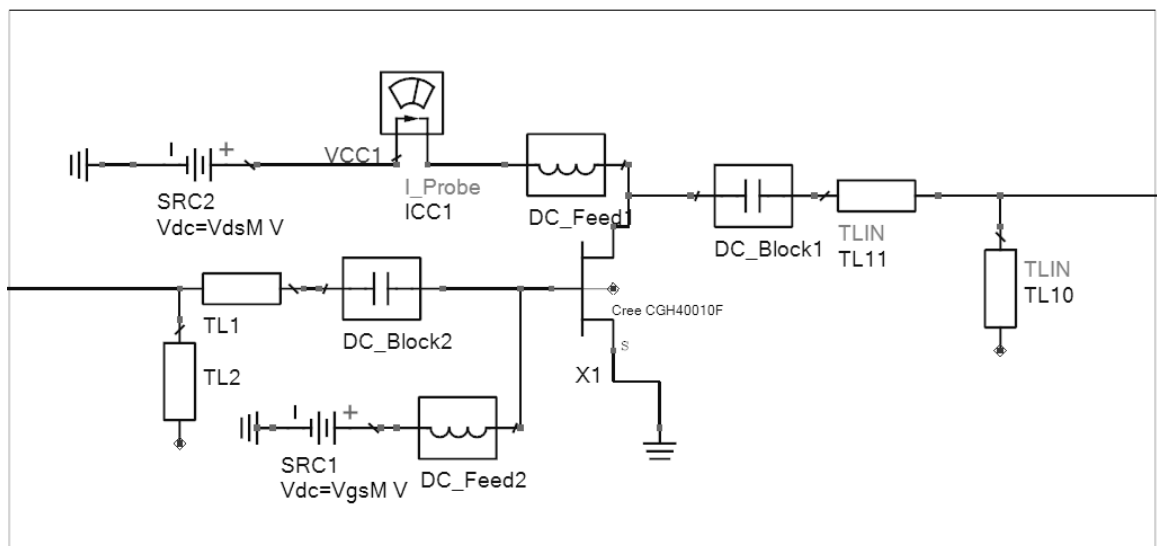 VCC1
I_Probe
ICC1
- +
SRC2
Vdc=VdsM V
DC_Feed1
DC_Block1
TLIN
TL11
TLIN
TL10
TL1
DC_Block2
TL2
Cree CGH40010F
S
X1
- +
SRC1
Vdc=VgsM V
DC_Feed2